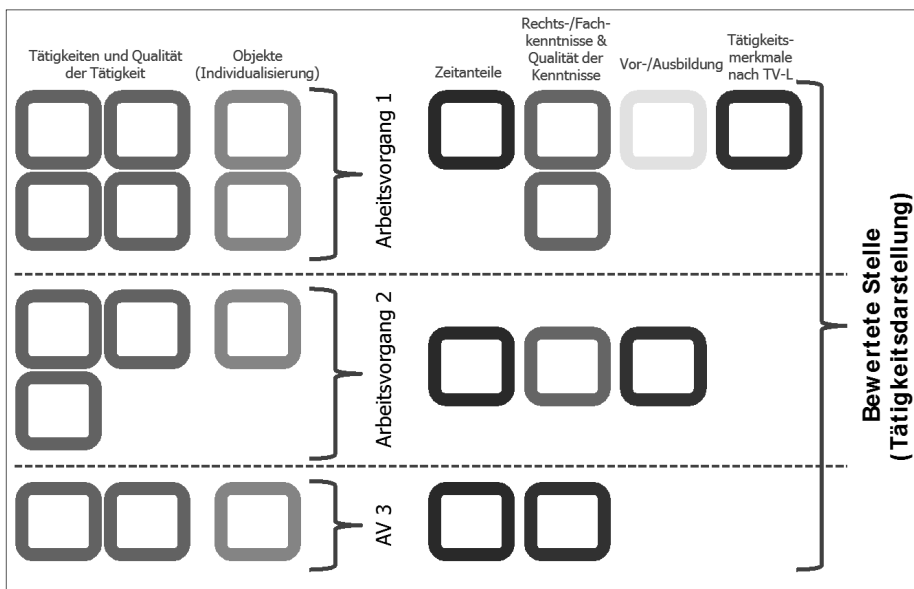 Tätigkeiten und Qualität
der Tätigkeit
Objekte
(Individualisierung)
Zeitanteile
Rechts-/Fach-
kenntnisse &
Qualität der
Kenntnisse
Vor-/Ausbildung
Tätigkeits-
merkmale
nach TV-L
Arbeitsvorgang 1
Arbeitsvorgang 2
AV 3
Bewertete Stelle
(Tätigkeitsdarstellung)